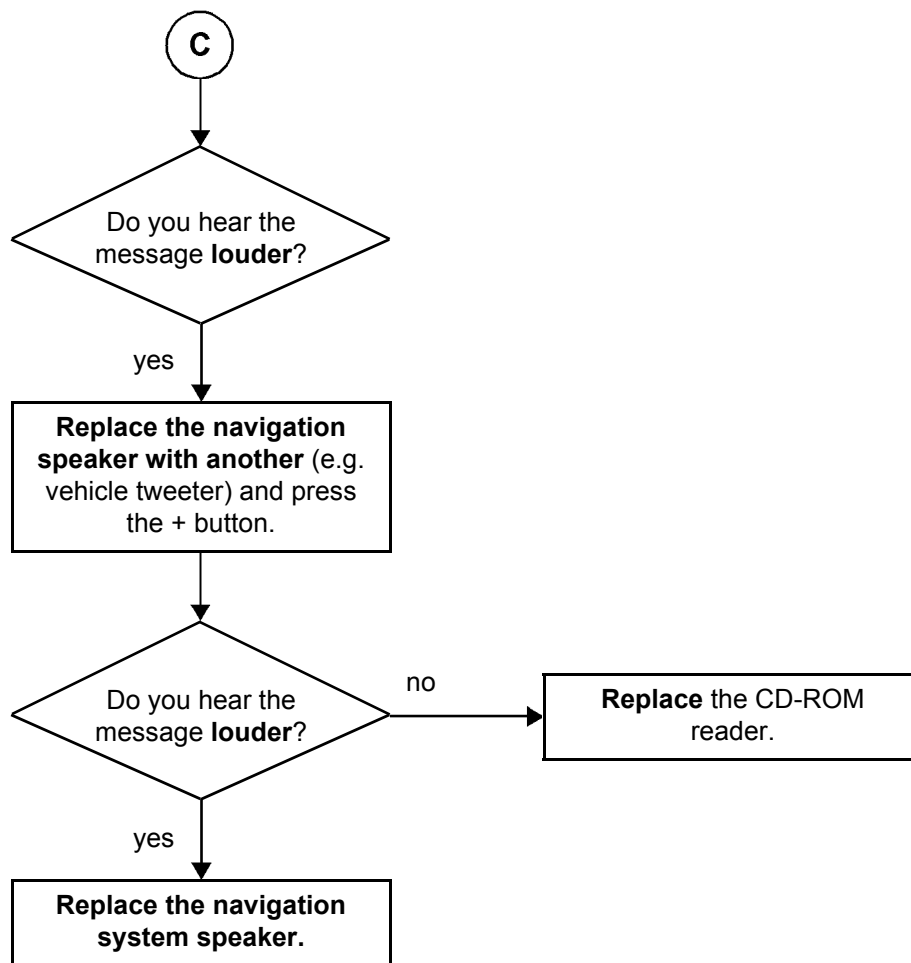 C
Do you hear the
message louder?
yes
Replace the navigation
speaker with another (e.g.
vehicle tweeter) and press
the + button.
Do you hear the
message louder?
no
Replace the CD-ROM
reader.
yes
Replace the navigation
system speaker.